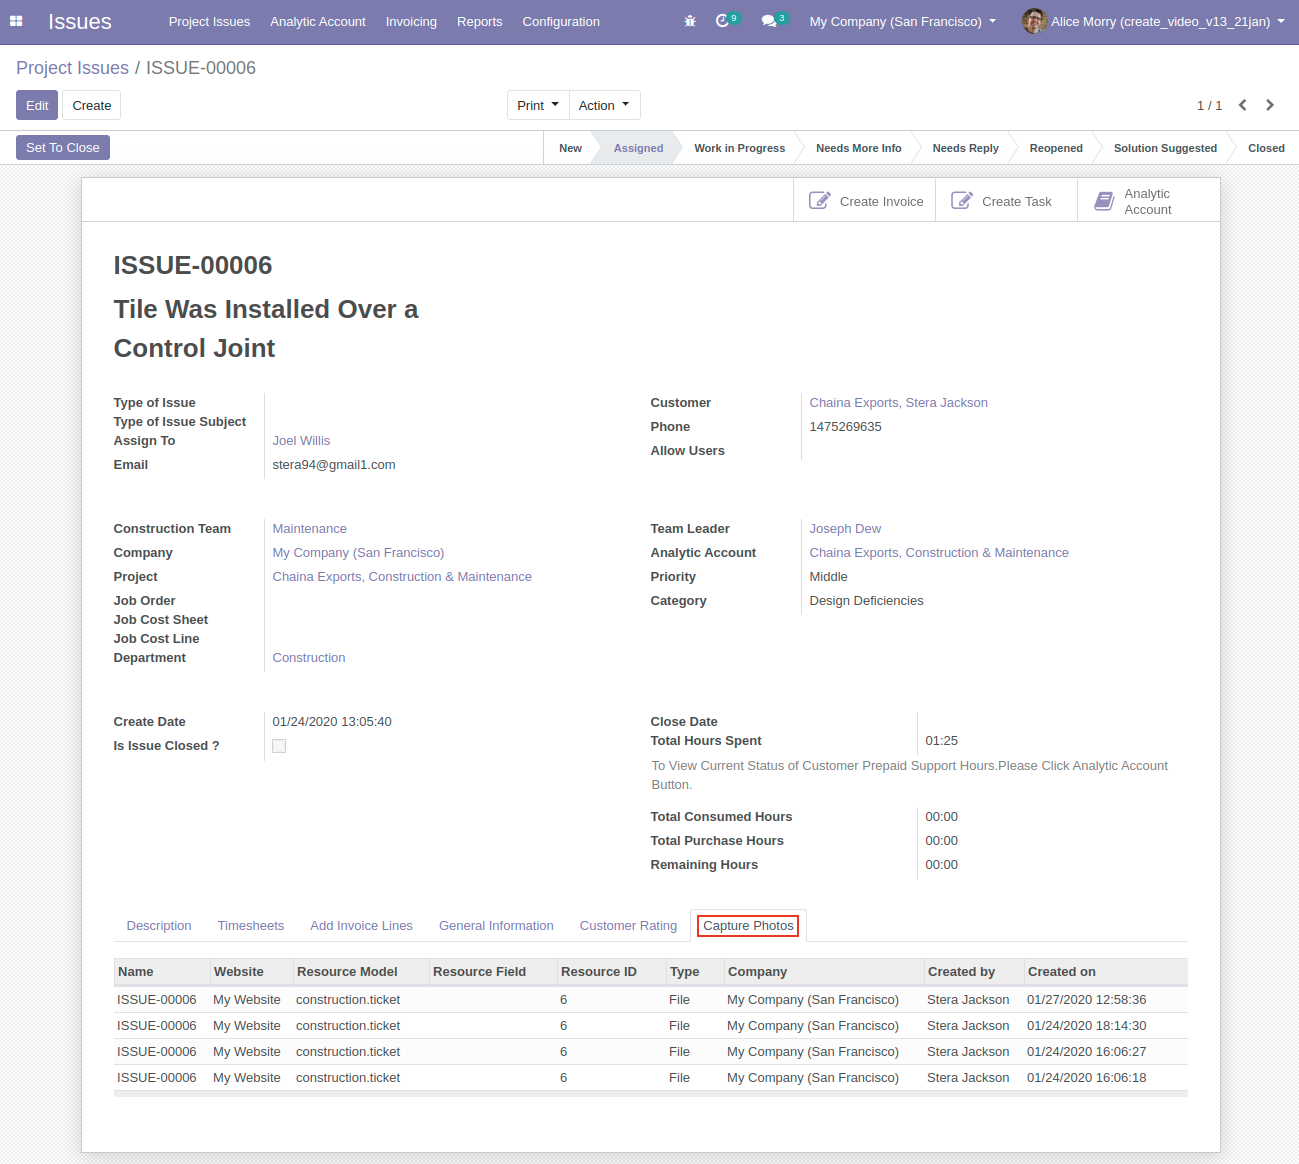 Issues Project Issues Analytic Account Invoicing Reports Configuration 9 3 My Company (San Francisco) Alice Morry (create_video_v13_21jan)
Project Issues / ISSUE-00006
Edit Create Print Action 1 / 1
Set To Close New Assigned Work in Progress Needs More Info Needs Reply Reopened Solution Suggested Closed
Create Invoice Create Task Analytic
Account
ISSUE-00006
Tile Was Installed Over a
Control Joint
Type of Issue
Type of Issue Subject
Assign To Joel Willis
Email stera94@gmail1.com
Customer Chaina Exports, Stera Jackson
Phone 1475269635
Allow Users
Construction Team Maintenance
Company My Company (San Francisco)
Project Chaina Exports, Construction & Maintenance
Job Order
Job Cost Sheet
Job Cost Line
Department Construction
Team Leader Joseph Dew
Analytic Account Chaina Exports, Construction & Maintenance
Priority Middle
Category Design Deficiencies
Create Date 01/24/2020 13:05:40
Is Issue Closed ?
Close Date
Total Hours Spent 01:25
To View Current Status of Customer Prepaid Support Hours.Please Click Analytic Account
Button.
Total Consumed Hours 00:00
Total Purchase Hours 00:00
Remaining Hours 00:00
Description Timesheets Add Invoice Lines General Information Customer Rating Capture Photos
Name Website Resource Model Resource Field Resource ID Type Company Created by Created on
ISSUE-00006 My Website construction.ticket 6 File My Company (San Francisco) Stera Jackson 01/27/2020 12:58:36
ISSUE-00006 My Website construction.ticket 6 File My Company (San Francisco) Stera Jackson 01/24/2020 18:14:30
ISSUE-00006 My Website construction.ticket 6 File My Company (San Francisco) Stera Jackson 01/24/2020 16:06:27
ISSUE-00006 My Website construction.ticket 6 File My Company (San Francisco) Stera Jackson 01/24/2020 16:06:18